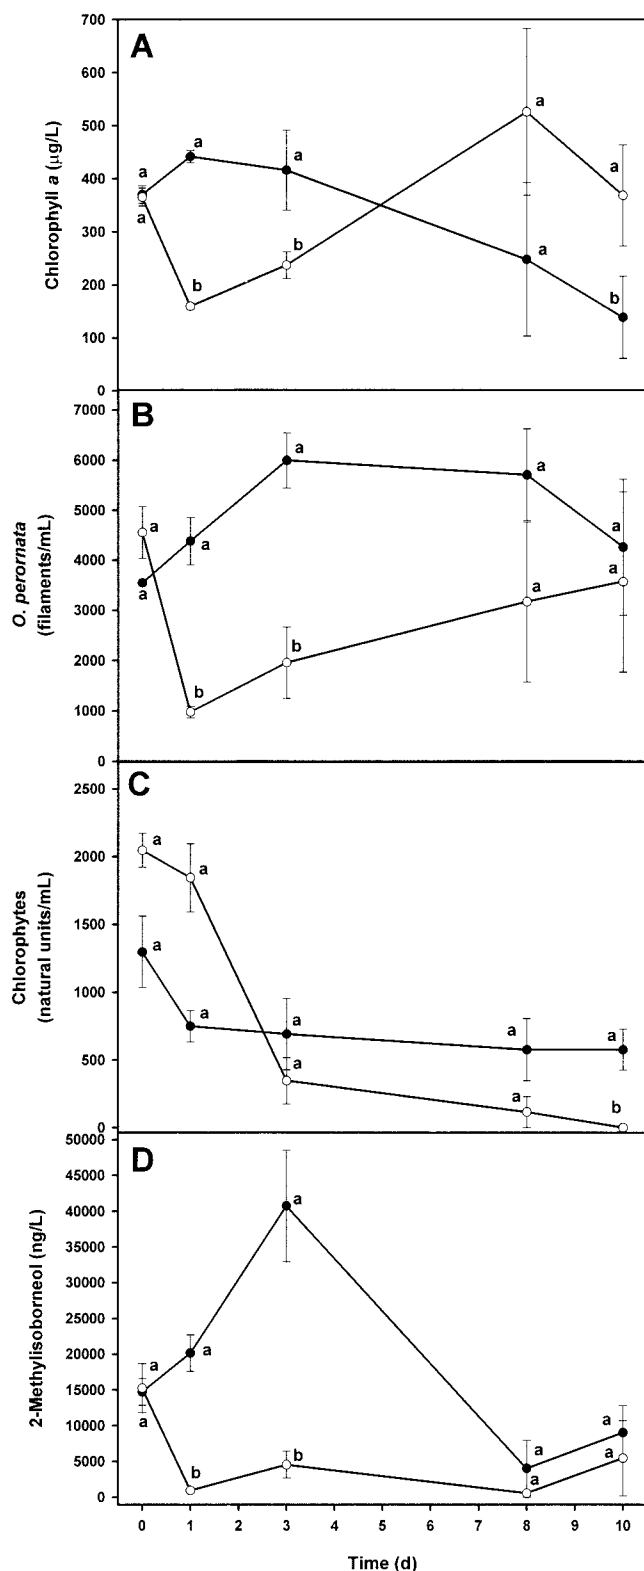 A
Chlorophyll a (µg/L)
700
600
500
400
300
200
100
0
a
a
a
b
a
b
a
a
a
b
B
O. perornata
(filaments/mL)
7000
6000
5000
4000
3000
2000
1000
0
a
a
a
b
a
b
a
a
a
a
C
Chlorophytes
(natural units/mL)
2500
2000
1500
1000
500
0
a
a
a
a
a
a
a
a
a
b
D
2-Methylisoborneol (ng/L)
50000
45000
40000
35000
30000
25000
20000
15000
10000
5000
0
a
a
a
b
a
b
a
a
a
a
0 1 2 3 4 5 6 7 8 9 10
Time (d)